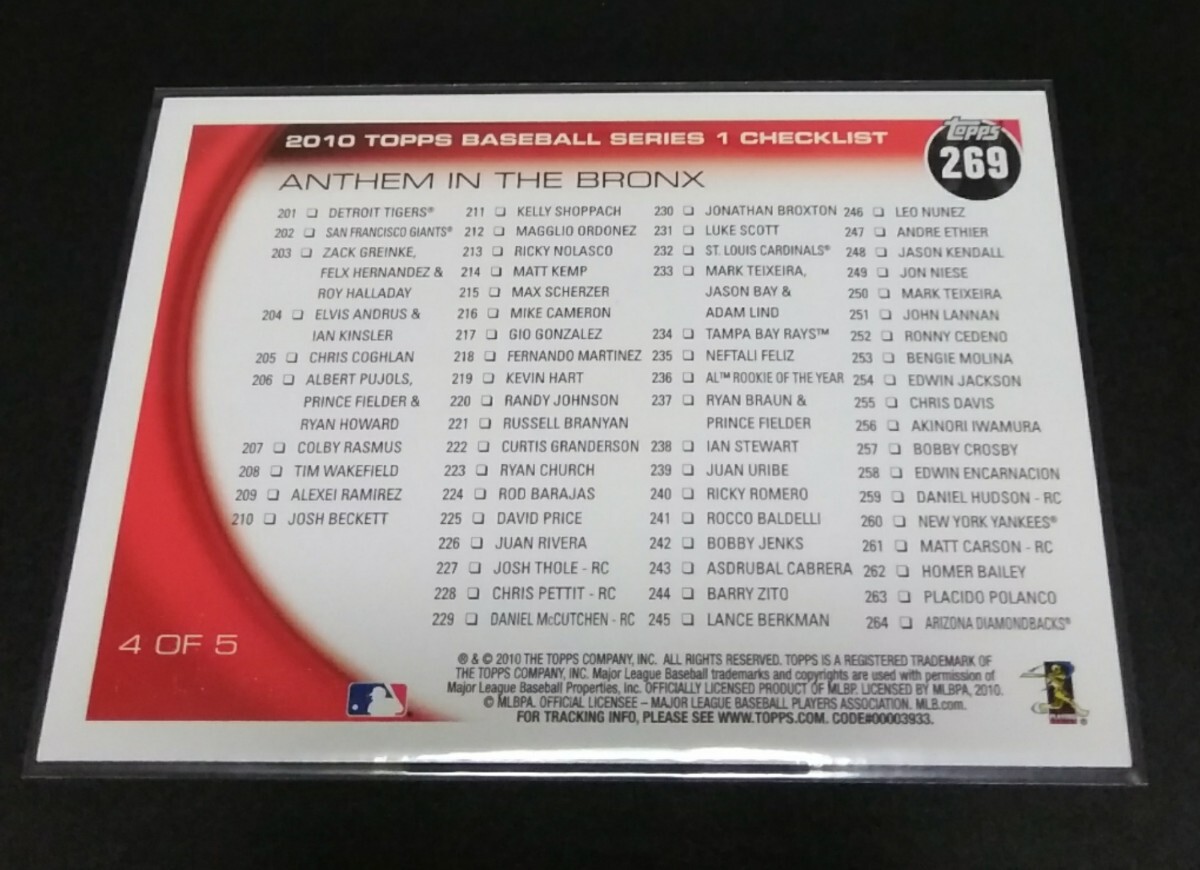 2010 TOPPS BASEBALL SERIES 1 CHECKLIST
Topps
269
ANTHEM IN THE BRONX
201 ❏ DETROIT TIGERS®
202 ❏ SAN FRANCISCO GIANTS®
203 ❏ ZACK GREINKE,
FELX HERNANDEZ &
ROY HALLADAY
204 ❏ ELVIS ANDRUS &
IAN KINSLER
205 ❏ CHRIS COGHLAN
206 ❏ ALBERT PUJOLS,
PRINCE FIELDER &
RYAN HOWARD
207 ❏ COLBY RASMUS
208 ❏ TIM WAKEFIELD
209 ❏ ALEXEI RAMIREZ
210 ❏ JOSH BECKETT
211 ❏ KELLY SHOPPACH
212 ❏ MAGGLIO ORDONEZ
213 ❏ RICKY NOLASCO
214 ❏ MATT KEMP
215 ❏ MAX SCHERZER
216 ❏ MIKE CAMERON
217 ❏ GIO GONZALEZ
218 ❏ FERNANDO MARTINEZ
219 ❏ KEVIN HART
220 ❏ RANDY JOHNSON
221 ❏ RUSSELL BRANYAN
222 ❏ CURTIS GRANDERSON
223 ❏ RYAN CHURCH
224 ❏ ROD BARAJAS
225 ❏ DAVID PRICE
226 ❏ JUAN RIVERA
227 ❏ JOSH THOLE - RC
228 ❏ CHRIS PETTIT - RC
229 ❏ DANIEL McCUTCHEN - RC
230 ❏ JONATHAN BROXTON
231 ❏ LUKE SCOTT
232 ❏ ST. LOUIS CARDINALS®
233 ❏ MARK TEIXEIRA,
JASON BAY &
ADAM LIND
234 ❏ TAMPA BAY RAYS™
235 ❏ NEFTALI FELIZ
236 ❏ AL™ ROOKIE OF THE YEAR
237 ❏ RYAN BRAUN &
PRINCE FIELDER
238 ❏ IAN STEWART
239 ❏ JUAN URIBE
240 ❏ RICKY ROMERO
241 ❏ ROCCO BALDELLI
242 ❏ BOBBY JENKS
243 ❏ ASDRUBAL CABRERA
244 ❏ BARRY ZITO
245 ❏ LANCE BERKMAN
246 ❏ LEO NUNEZ
247 ❏ ANDRE ETHIER
248 ❏ JASON KENDALL
249 ❏ JON NIESE
250 ❏ MARK TEIXEIRA
251 ❏ JOHN LANNAN
252 ❏ RONNY CEDENO
253 ❏ BENGIE MOLINA
254 ❏ EDWIN JACKSON
255 ❏ CHRIS DAVIS
256 ❏ AKINORI IWAMURA
257 ❏ BOBBY CROSBY
258 ❏ EDWIN ENCARNACION
259 ❏ DANIEL HUDSON - RC
260 ❏ NEW YORK YANKEES®
261 ❏ MATT CARSON - RC
262 ❏ HOMER BAILEY
263 ❏ PLACIDO POLANCO
264 ❏ ARIZONA DIAMONDBACKS®
4 OF 5
® & © 2010 THE TOPPS COMPANY, INC. ALL RIGHTS RESERVED. TOPPS IS A REGISTERED TRADEMARK OF
THE TOPPS COMPANY, INC. Major League Baseball trademarks and copyrights are used with permission of
Major League Baseball Properties, Inc. OFFICIALLY LICENSED PRODUCT OF MLBP. LICENSED BY MLBPA, 2010.
© MLBPA. OFFICIAL LICENSEE – MAJOR LEAGUE BASEBALL PLAYERS ASSOCIATION. MLB.com.
FOR TRACKING INFO, PLEASE SEE WWW.TOPPS.COM. CODE#00003933.